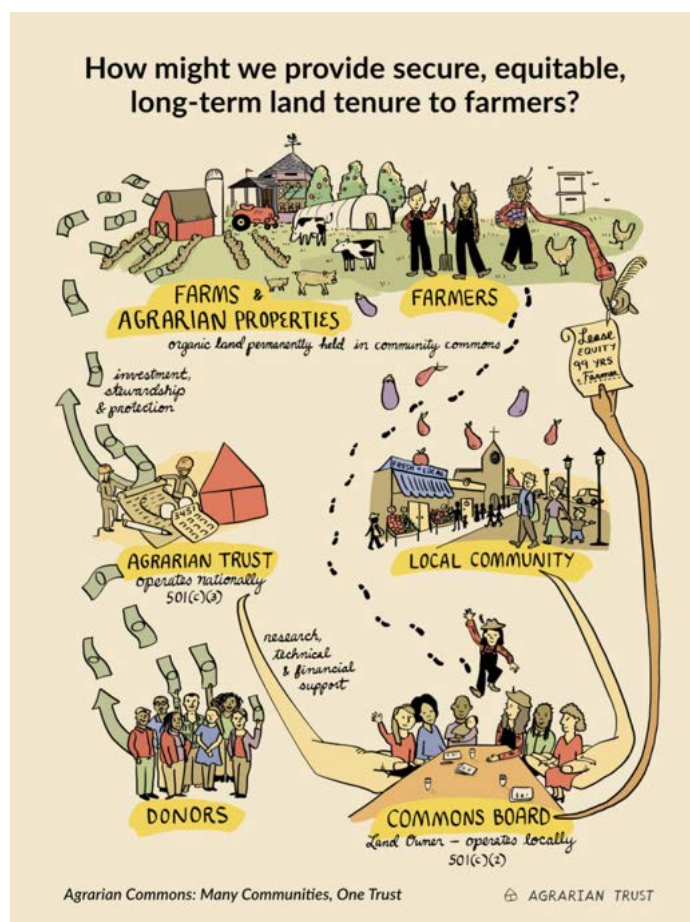 How might we provide secure, equitable,
long-term land tenure to farmers?
FARMS &
AGRARIAN PROPERTIES
FARMERS
organic land permanently held in community commons
Lease
EQUITY
99 YRS
Farmer
investment,
stewardship
& protection
FRESH + LOCAL
AGRARIAN TRUST
operates nationally
501(c)(3)
LOCAL COMMUNITY
research,
technical
& financial
support
DONORS
COMMONS BOARD
Land Owner – operates locally
501(c)(2)
Agrarian Commons: Many Communities, One Trust
AGRARIAN TRUST